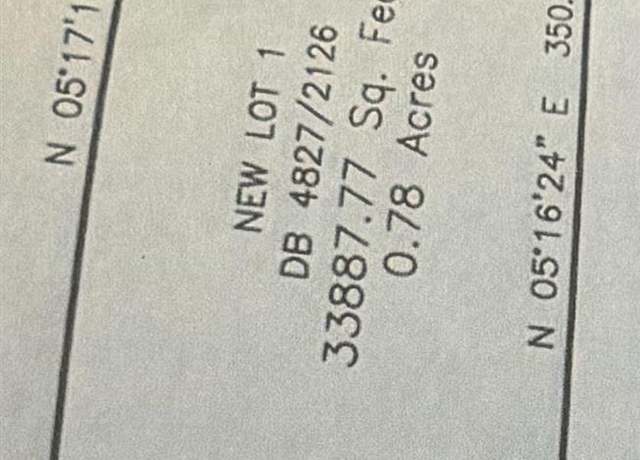 N 05°17'1
NEW LOT 1
DB 4827/2126
33887.77 Sq. Fee
0.78 Acres
N 05°16'24" E 350.